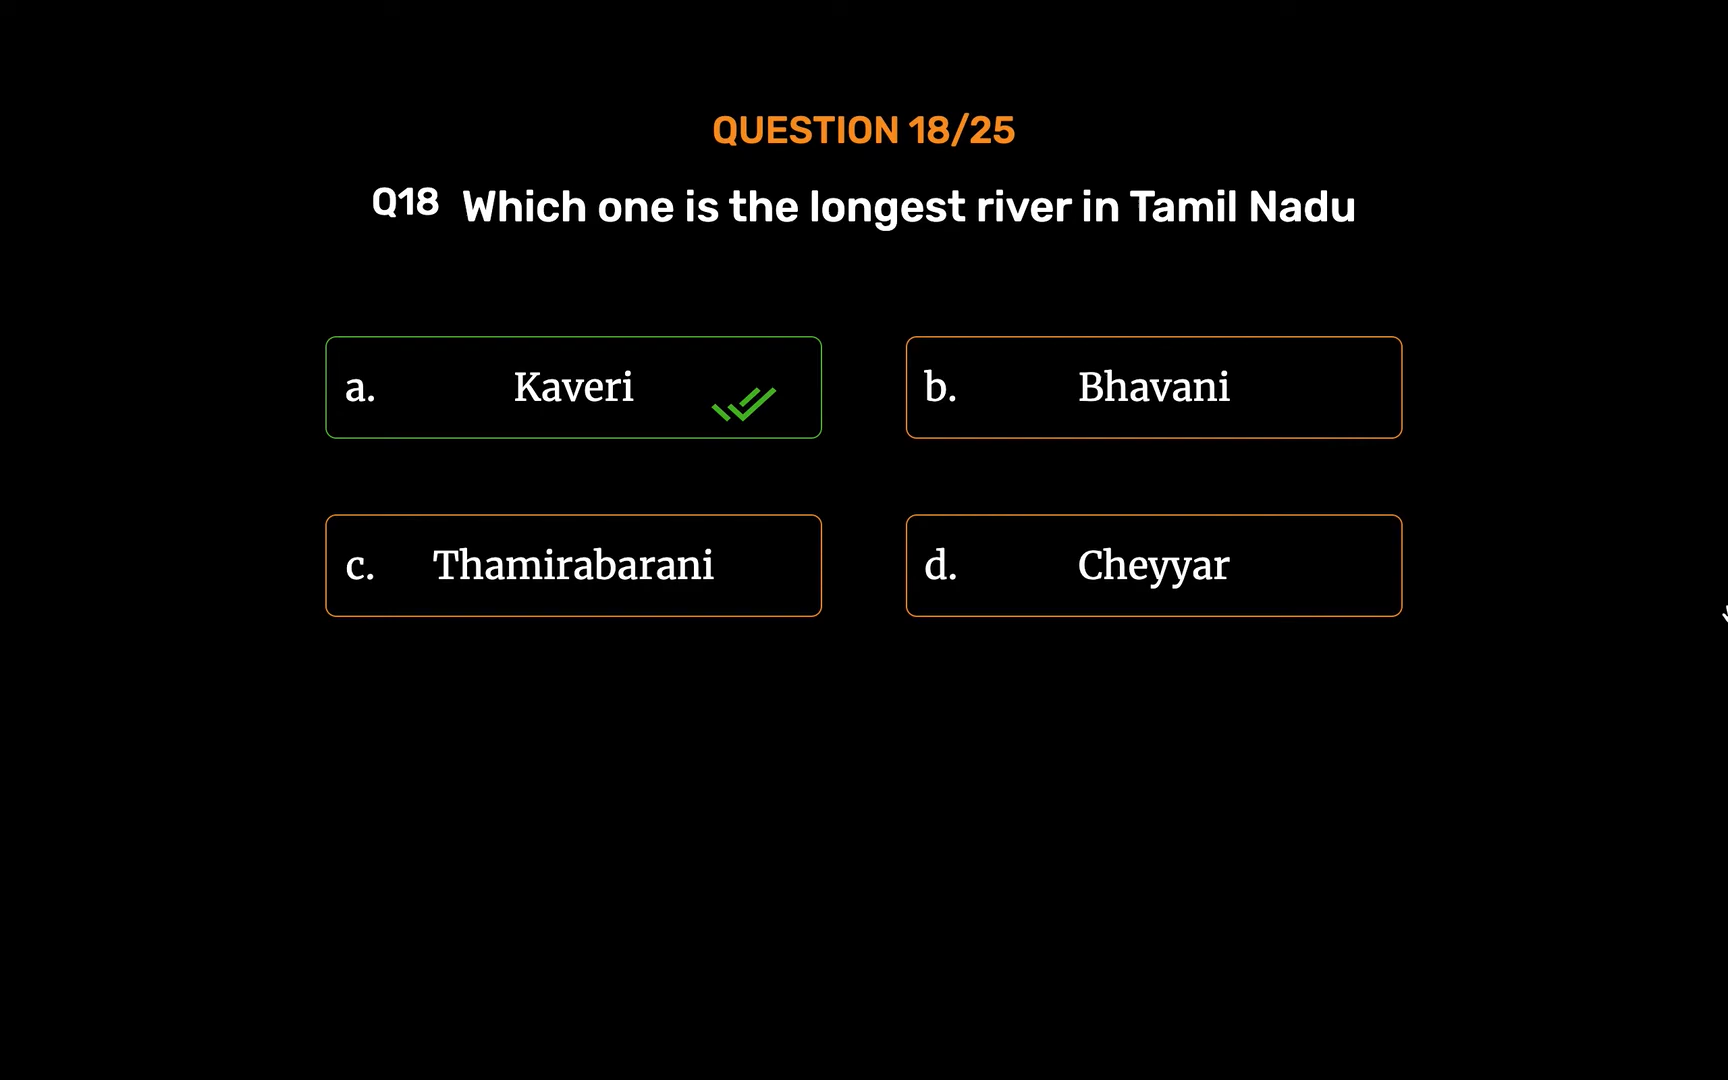 QUESTION 18/25
Q18 Which one is the longest river in Tamil Nadu
a. Kaveri
b. Bhavani
c. Thamirabarani
d. Cheyyar